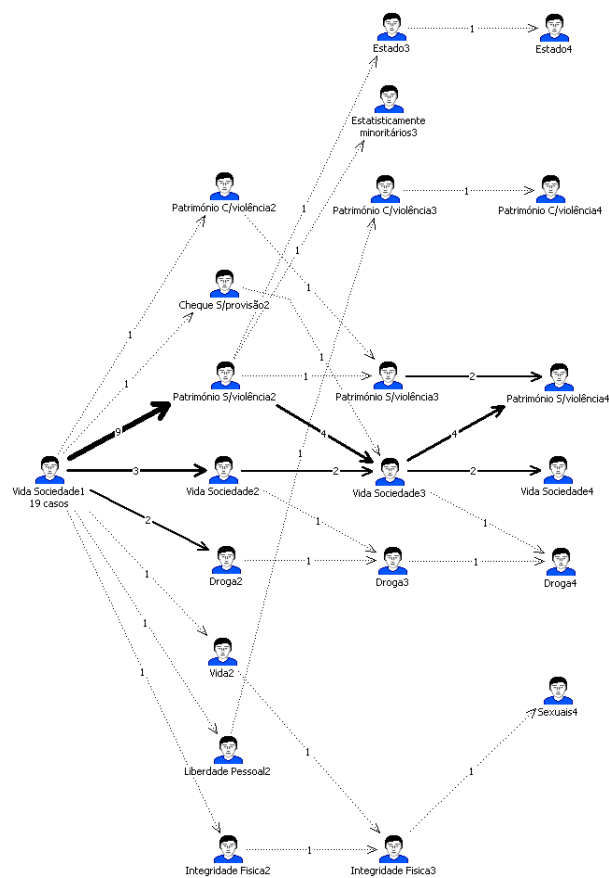 1
Estado3
Estado4
Estatisticamente
minoritários3
1
1
1
Património C/violência2
Património C/violência3
Património C/violência4
1
1
1
Cheque S/provisão2
1
1
1
2
Património S/violência2
Património S/violência3
Património S/violência4
9
4
4
1
3
2
2
Vida Sociedade1
19 casos
Vida Sociedade2
Vida Sociedade3
Vida Sociedade4
2
1
1
1
1
Droga2
Droga3
Droga4
1
1
1
Vida2
Sexuais4
1
1
1
Liberdade Pessoal2
1
Integridade Fisica2
Integridade Fisica3